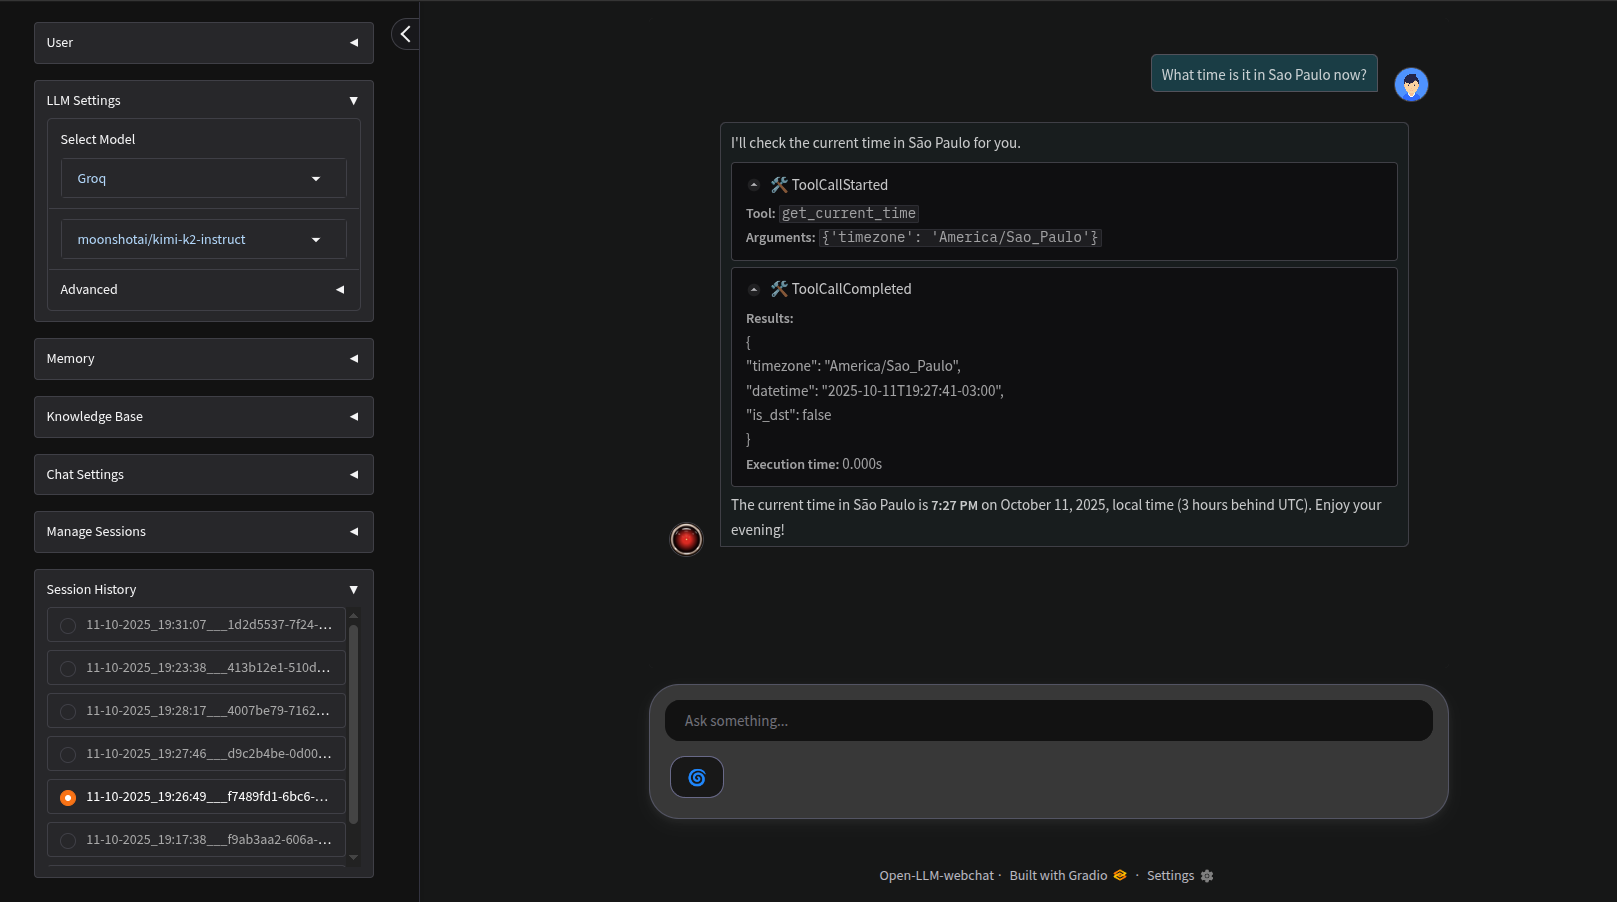 User
LLM Settings
Select Model
Groq
moonshotai/kimi-k2-instruct
Advanced
Memory
Knowledge Base
Chat Settings
Manage Sessions
Session History
11-10-2025_19:31:07___1d2d5537-7f24-...
11-10-2025_19:23:38___413b12e1-510d...
11-10-2025_19:28:17___4007be79-7162...
11-10-2025_19:27:46___d9c2b4be-0d00...
11-10-2025_19:26:49___f7489fd1-6bc6-...
11-10-2025_19:17:38___f9ab3aa2-606a-...
What time is it in Sao Paulo now?
I'll check the current time in São Paulo for you.
ToolCallStarted
Tool: get_current_time
Arguments: {'timezone': 'America/Sao_Paulo'}
ToolCallCompleted
Results:
{
"timezone": "America/Sao_Paulo",
"datetime": "2025-10-11T19:27:41-03:00",
"is_dst": false
}
Execution time: 0.000s
The current time in São Paulo is 7:27 PM on October 11, 2025, local time (3 hours behind UTC). Enjoy your
evening!
Ask something...
Open-LLM-webchat · Built with Gradio · Settings